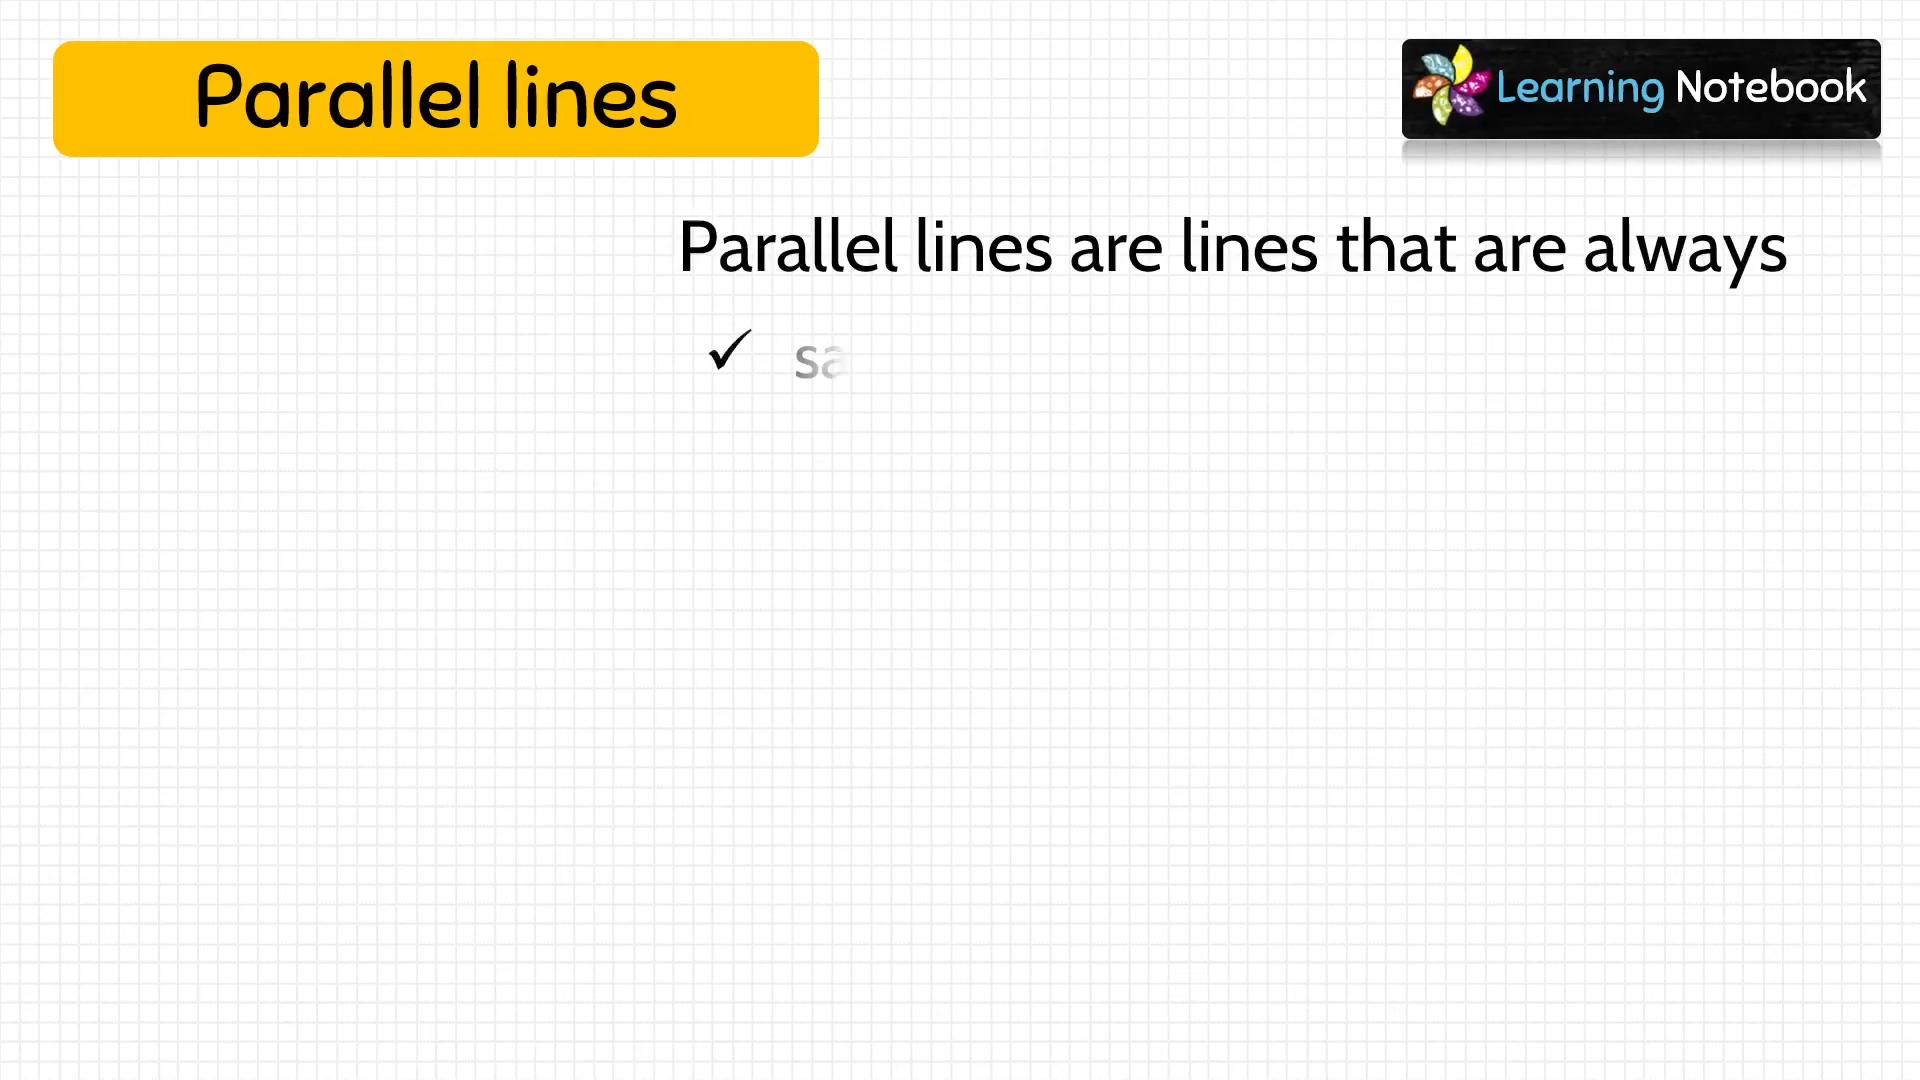 Parallel lines
Learning Notebook
Parallel lines are lines that are always